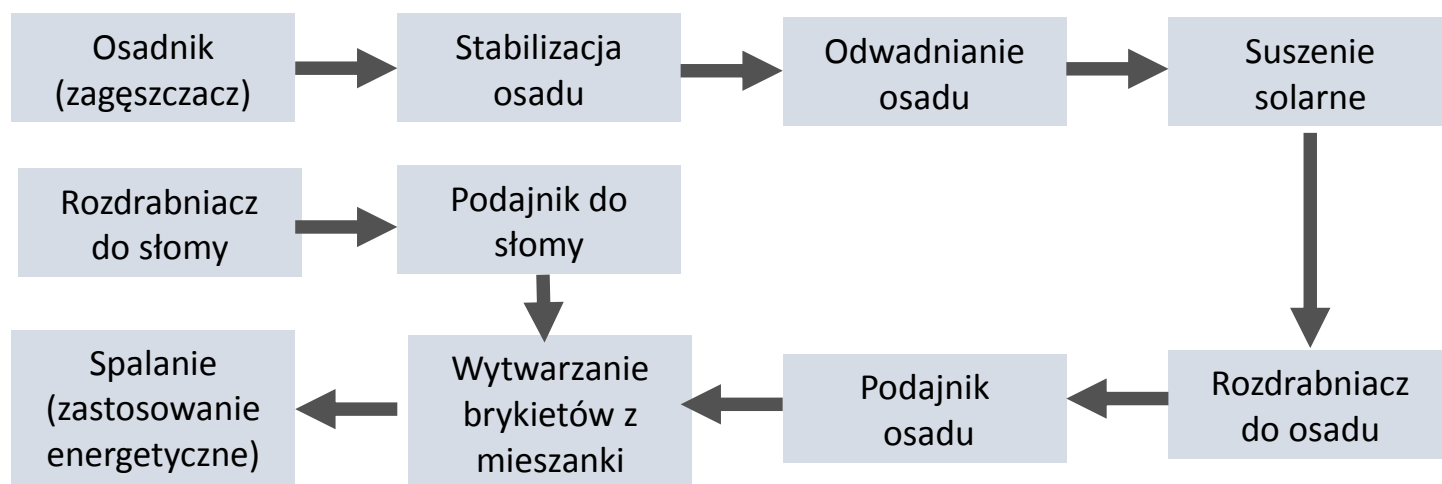 Osadnik
(zagęszczacz)
Stabilizacja
osadu
Odwadnianie
osadu
Suszenie
solarne
Rozdrabniacz
do słomy
Podajnik do
słomy
Spalanie
(zastosowanie
energetyczne)
Wytwarzanie
brykietów z
mieszanki
Podajnik
osadu
Rozdrabniacz
do osadu